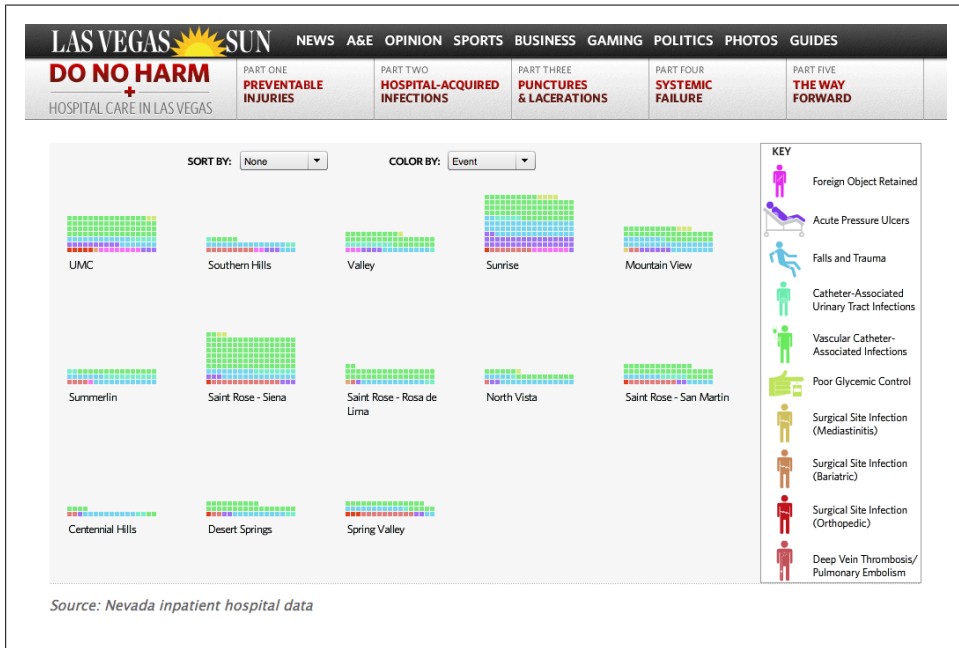 LAS VEGAS SUN NEWS A&E OPINION SPORTS BUSINESS GAMING POLITICS PHOTOS GUIDES
DO NO HARM
HOSPITAL CARE IN LAS VEGAS
PART ONE
PREVENTABLE
INJURIES
PART TWO
HOSPITAL-ACQUIRED
INFECTIONS
PART THREE
PUNCTURES
& LACERATIONS
PART FOUR
SYSTEMIC
FAILURE
PART FIVE
THE WAY
FORWARD
SORT BY: None COLOR BY: Event
UMC Southern Hills Valley Sunrise Mountain View
Summerlin Saint Rose - Siena Saint Rose - Rosa de
Lima North Vista Saint Rose - San Martin
Centennial Hills Desert Springs Spring Valley
KEY
Foreign Object Retained
Acute Pressure Ulcers
Falls and Trauma
Catheter-Associated
Urinary Tract Infections
Vascular Catheter-
Associated Infections
Poor Glycemic Control
Surgical Site Infection
(Mediastinitis)
Surgical Site Infection
(Bariatric)
Surgical Site Infection
(Orthopedic)
Deep Vein Thrombosis/
Pulmonary Embolism
Source: Nevada inpatient hospital data